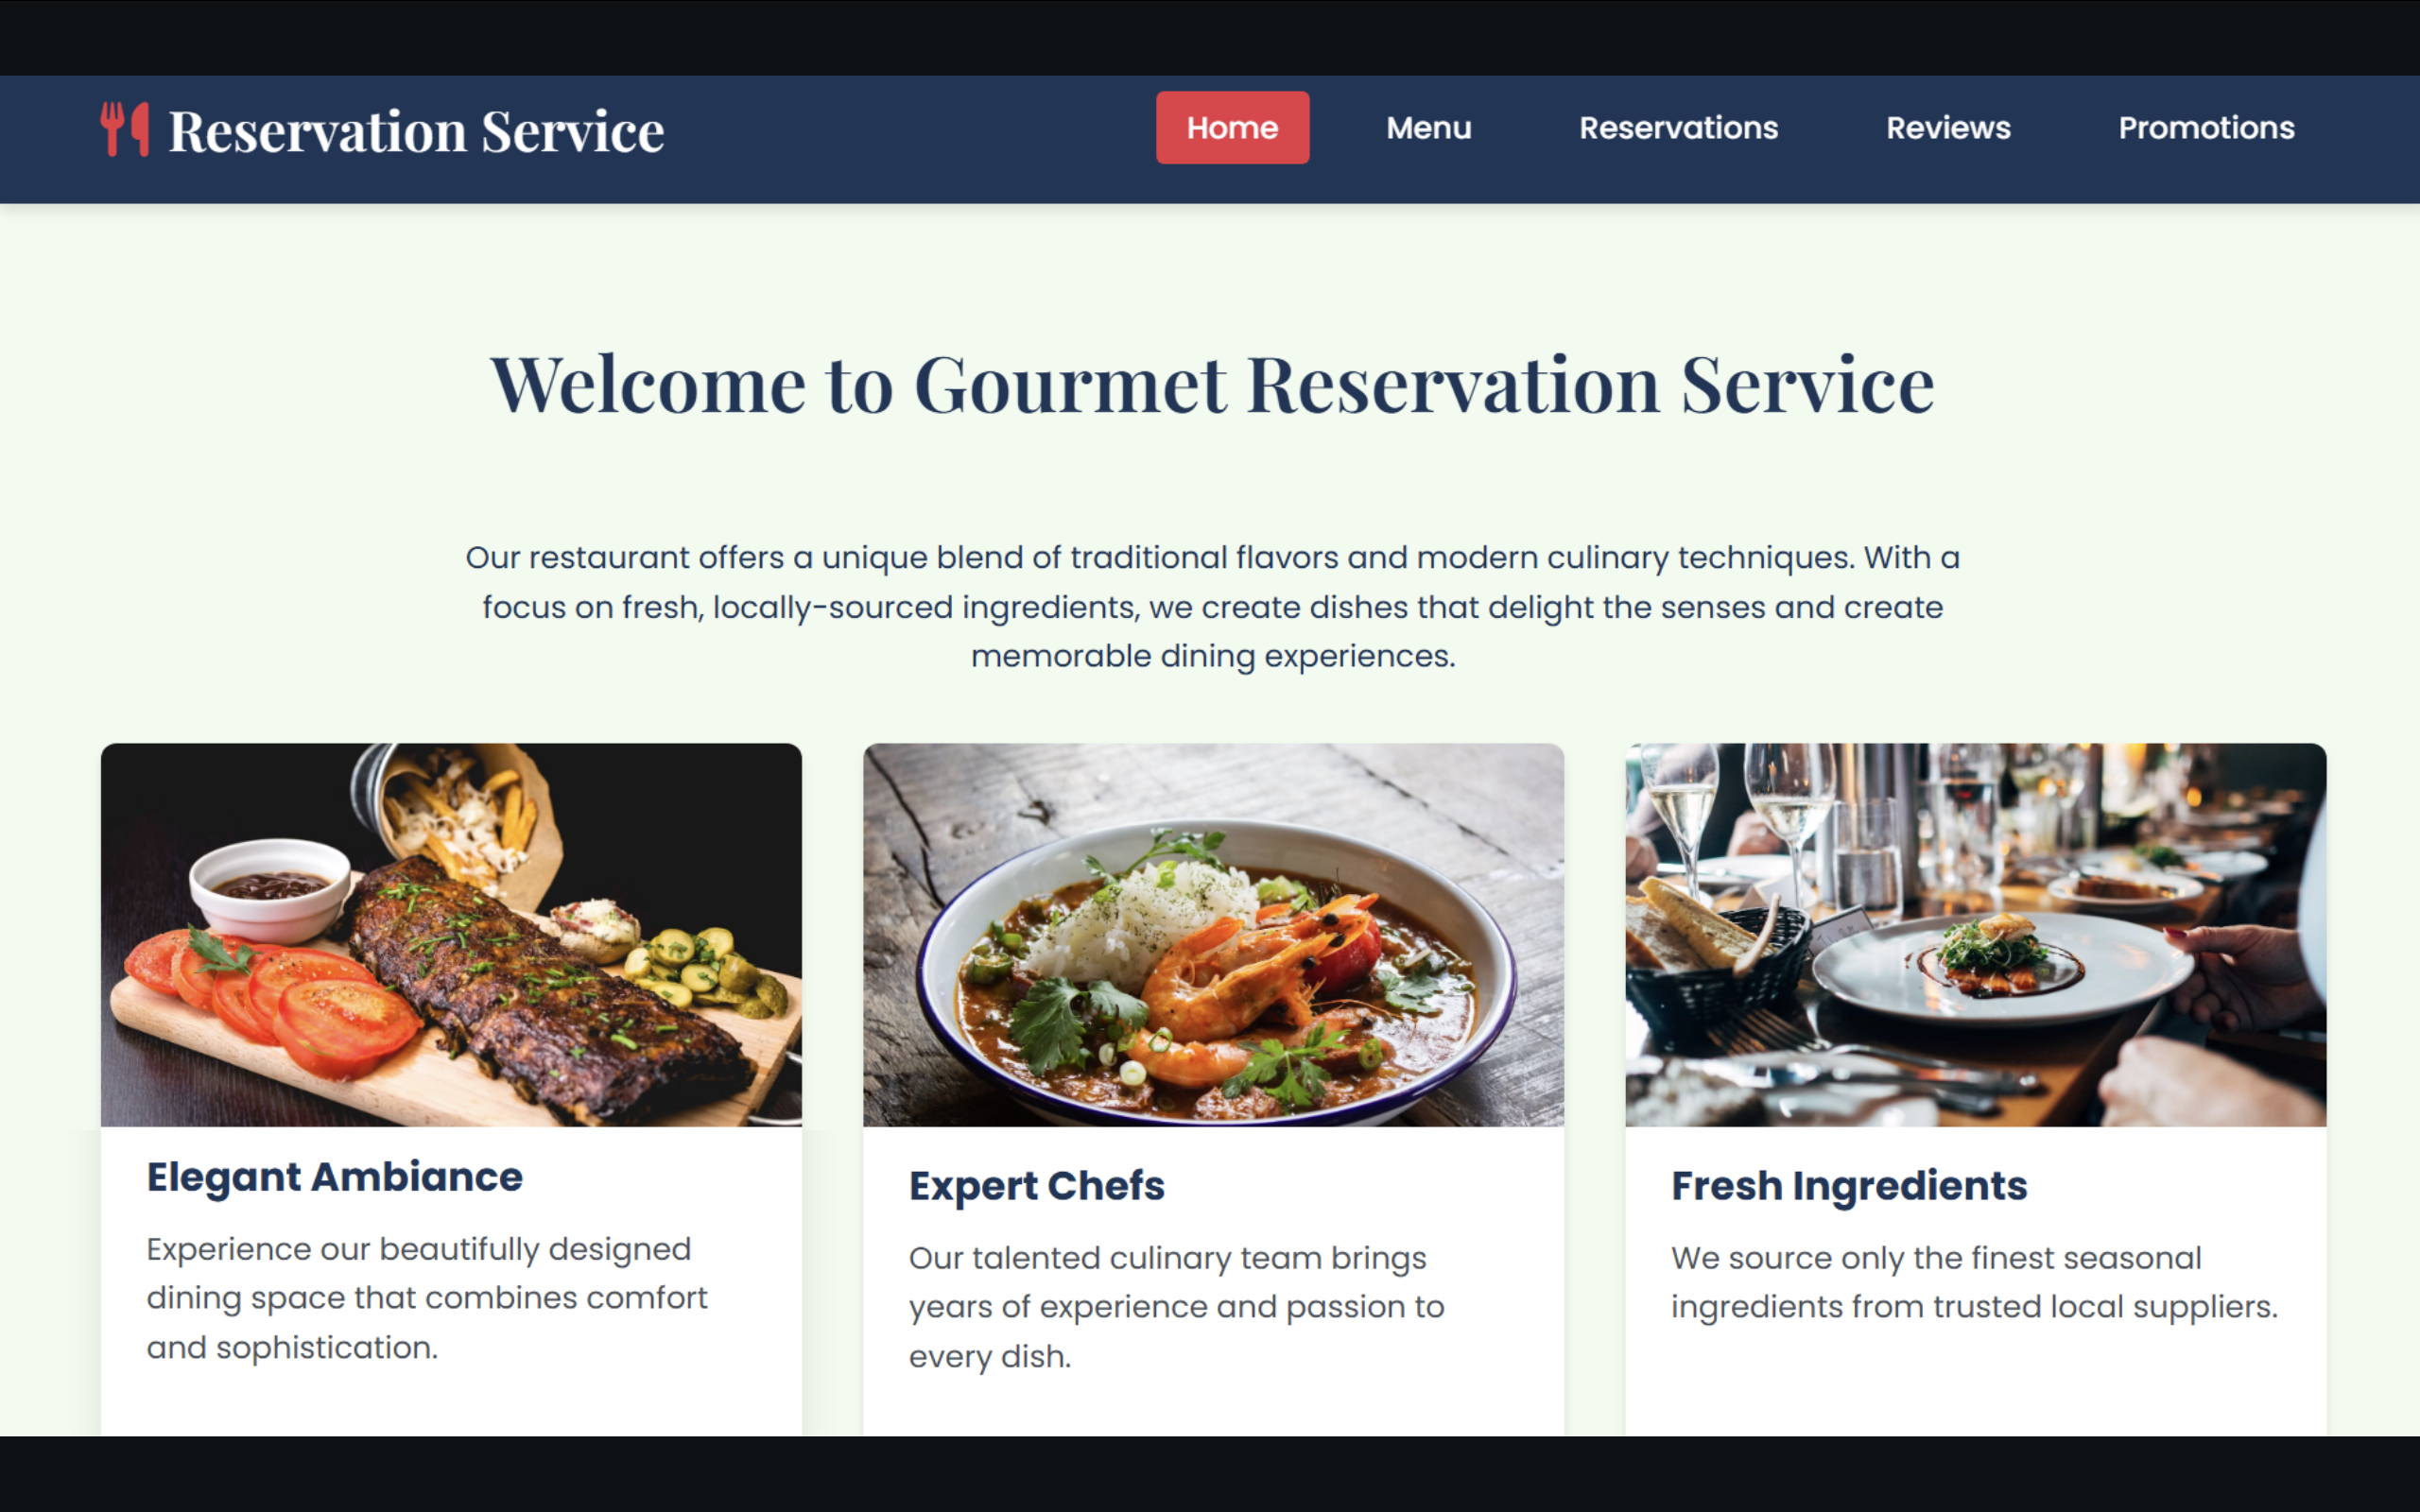 Reservation Service
Home
Menu
Reservations
Reviews
Promotions
Welcome to Gourmet Reservation Service
Our restaurant offers a unique blend of traditional flavors and modern culinary techniques. With a
focus on fresh, locally-sourced ingredients, we create dishes that delight the senses and create
memorable dining experiences.
Elegant Ambiance
Experience our beautifully designed
dining space that combines comfort
and sophistication.
Expert Chefs
Our talented culinary team brings
years of experience and passion to
every dish.
Fresh Ingredients
We source only the finest seasonal
ingredients from trusted local suppliers.